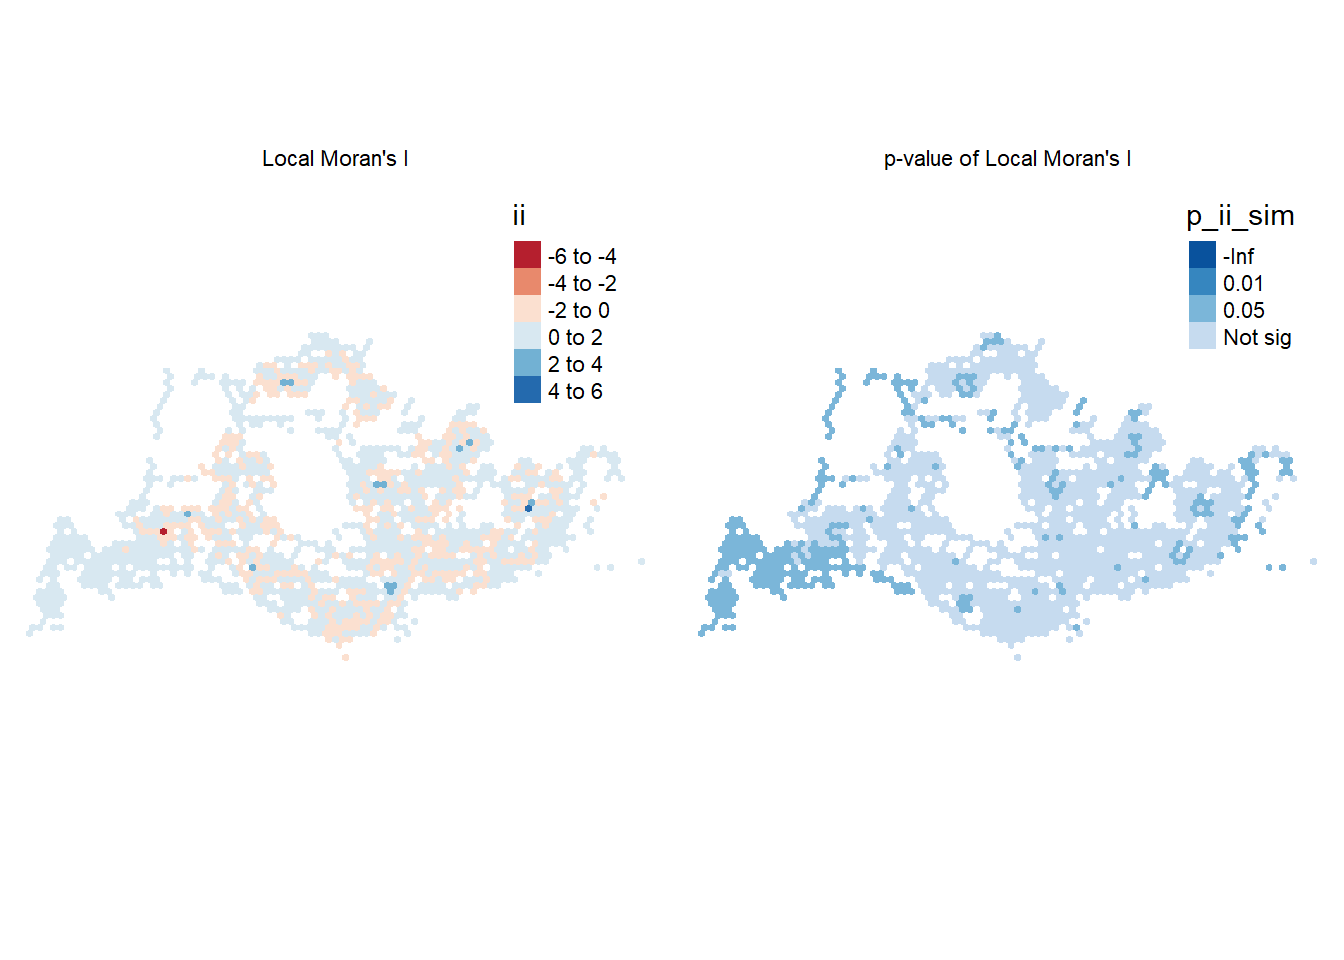 Local Moran's I
ii
-6 to -4
-4 to -2
-2 to 0
0 to 2
2 to 4
4 to 6
p-value of Local Moran's I
p_ii_sim
-Inf
0.01
0.05
Not sig